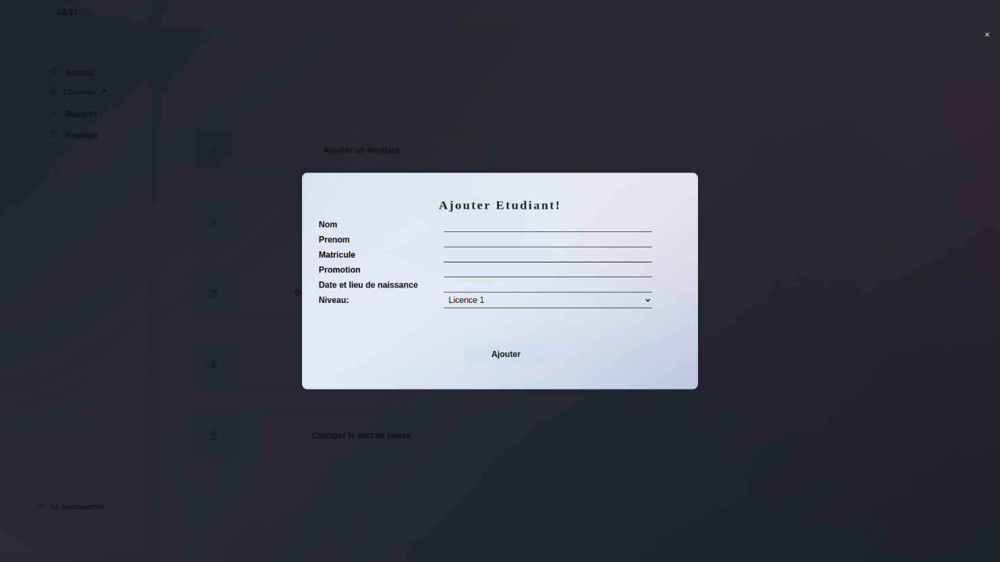 FAST-ON
×
Acceuil
T-Donnée
Rapport
Reglage
Ajouter un étudiant
Ajouter Etudiant!
Nom
Prenom
Matricule
Promotion
Date et lieu de naissance
Niveau:
Licence 1
Ajouter
Changer le mot de passe
Se deconnecter